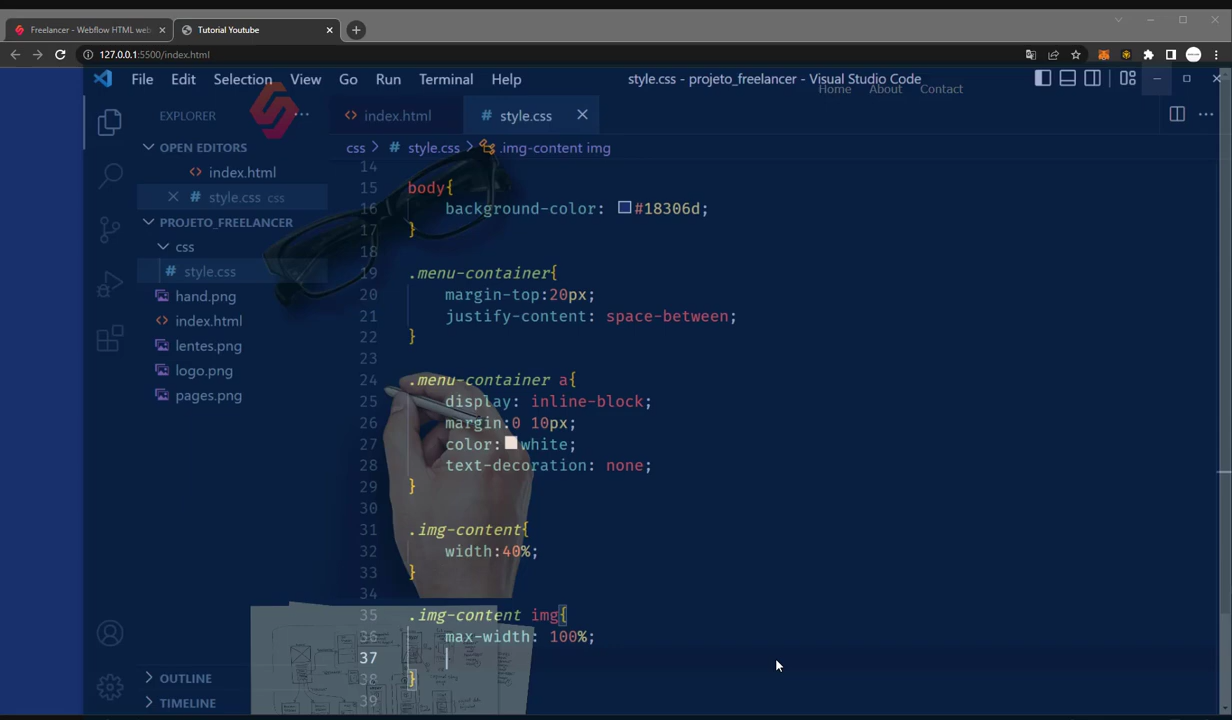 Freelancer - Webflow HTML web
Tutorial Youtube
127.0.0.1:5500/index.html
File Edit Selection View Go Run Terminal Help
style.css - projeto_freelancer - Visual Studio Code
Home About Contact
EXPLORER
index.html
style.css
OPEN EDITORS
index.html
style.css css
PROJETO_FREELANCER
css
style.css
hand.png
index.html
lentes.png
logo.png
pages.png
OUTLINE
TIMELINE
css > style.css > .img-content img
14
15 body{
16 background-color: #18306d;
17 }
18
19 .menu-container{
20 margin-top:20px;
21 justify-content: space-between;
22 }
23
24 .menu-container a{
25 display: inline-block;
26 margin:0 10px;
27 color: white;
28 text-decoration: none;
29 }
30
31 .img-content{
32 width:40%;
33 }
34
35 .img-content img{
36 max-width: 100%;
37
38 }
39